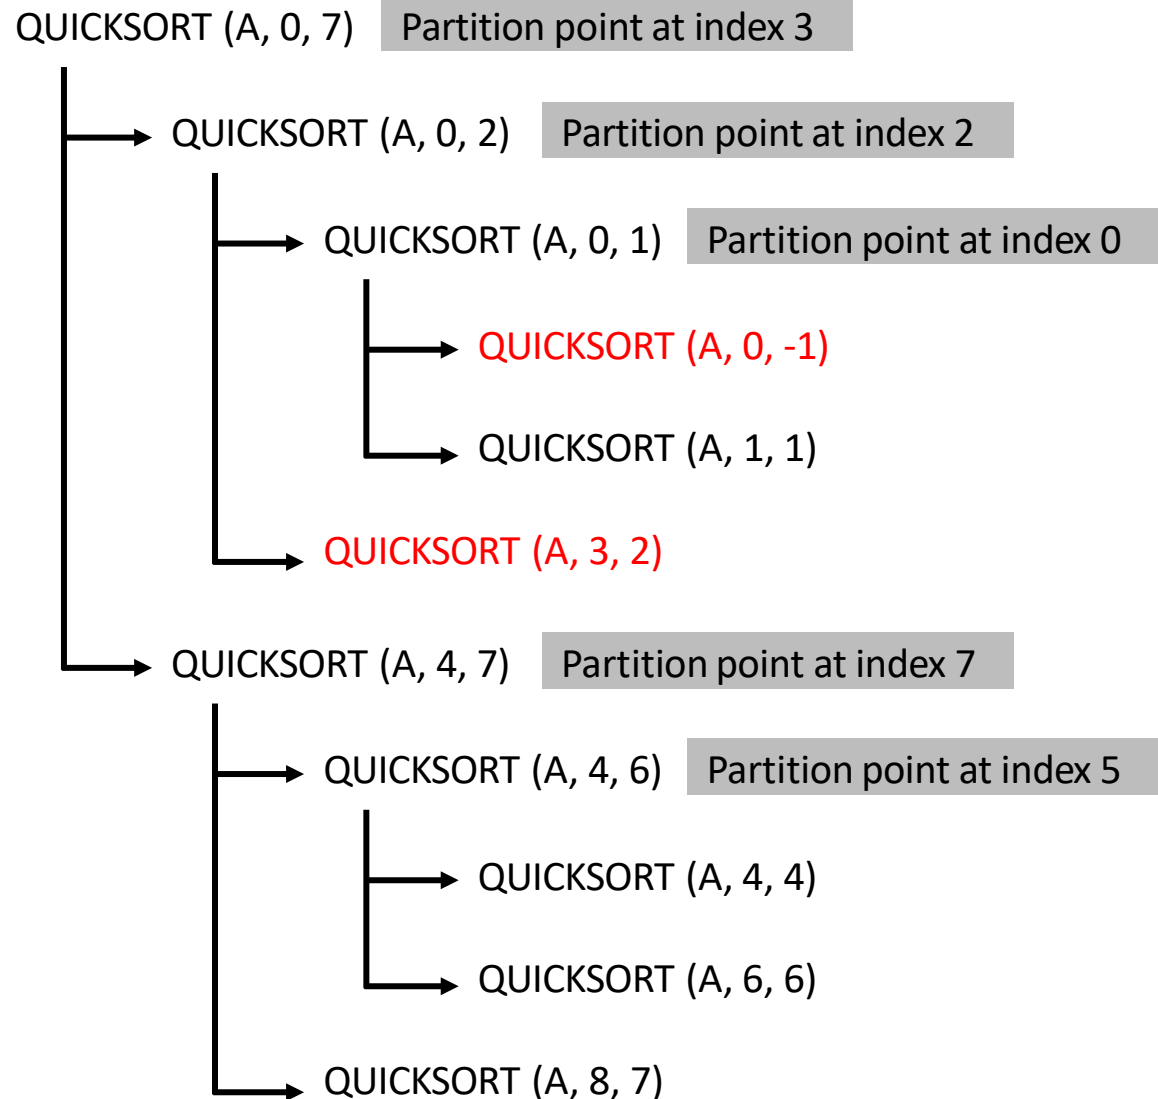 QUICKSORT (A, 0, 7) Partition point at index 3
QUICKSORT (A, 0, 2) Partition point at index 2
QUICKSORT (A, 0, 1) Partition point at index 0
QUICKSORT (A, 0, -1)
QUICKSORT (A, 1, 1)
QUICKSORT (A, 3, 2)
QUICKSORT (A, 4, 7) Partition point at index 7
QUICKSORT (A, 4, 6) Partition point at index 5
QUICKSORT (A, 4, 4)
QUICKSORT (A, 6, 6)
QUICKSORT (A, 8, 7)